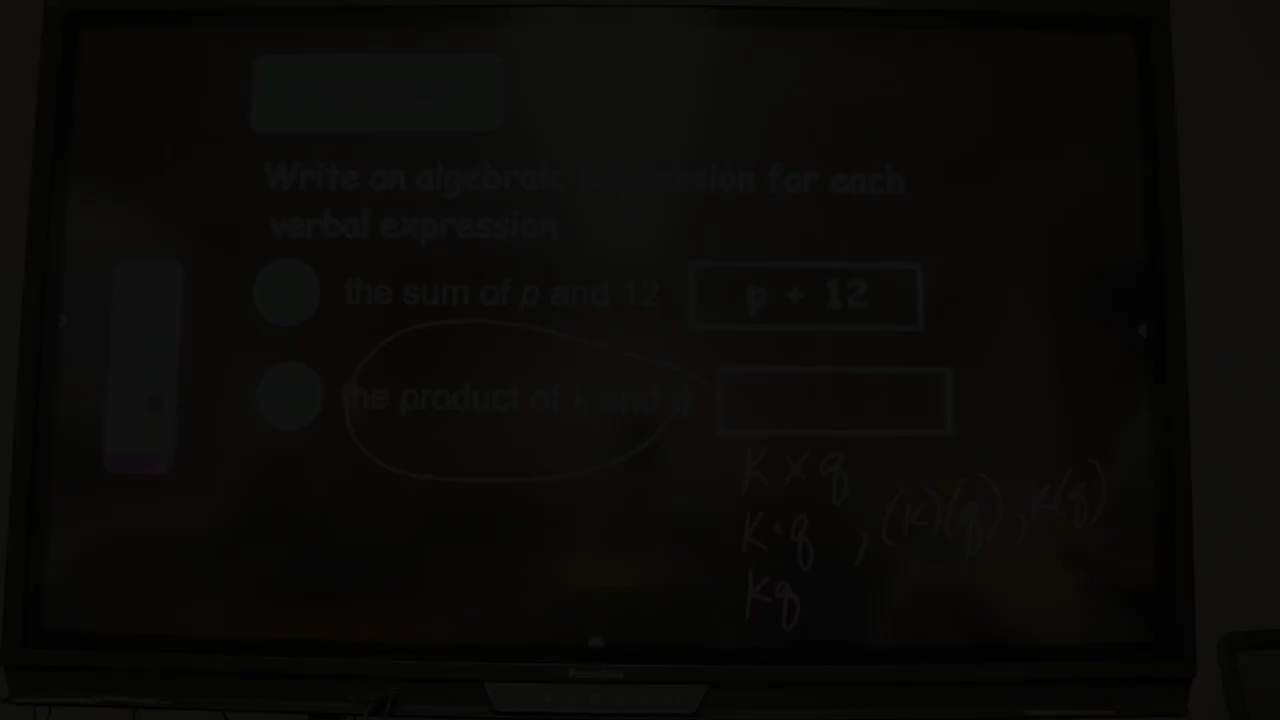 Write an algebraic expression for each
verbal expression.
the sum of p and 12
p + 12
the product of k and q
K × q
K · q , (K)(q) , K(q)
Kq